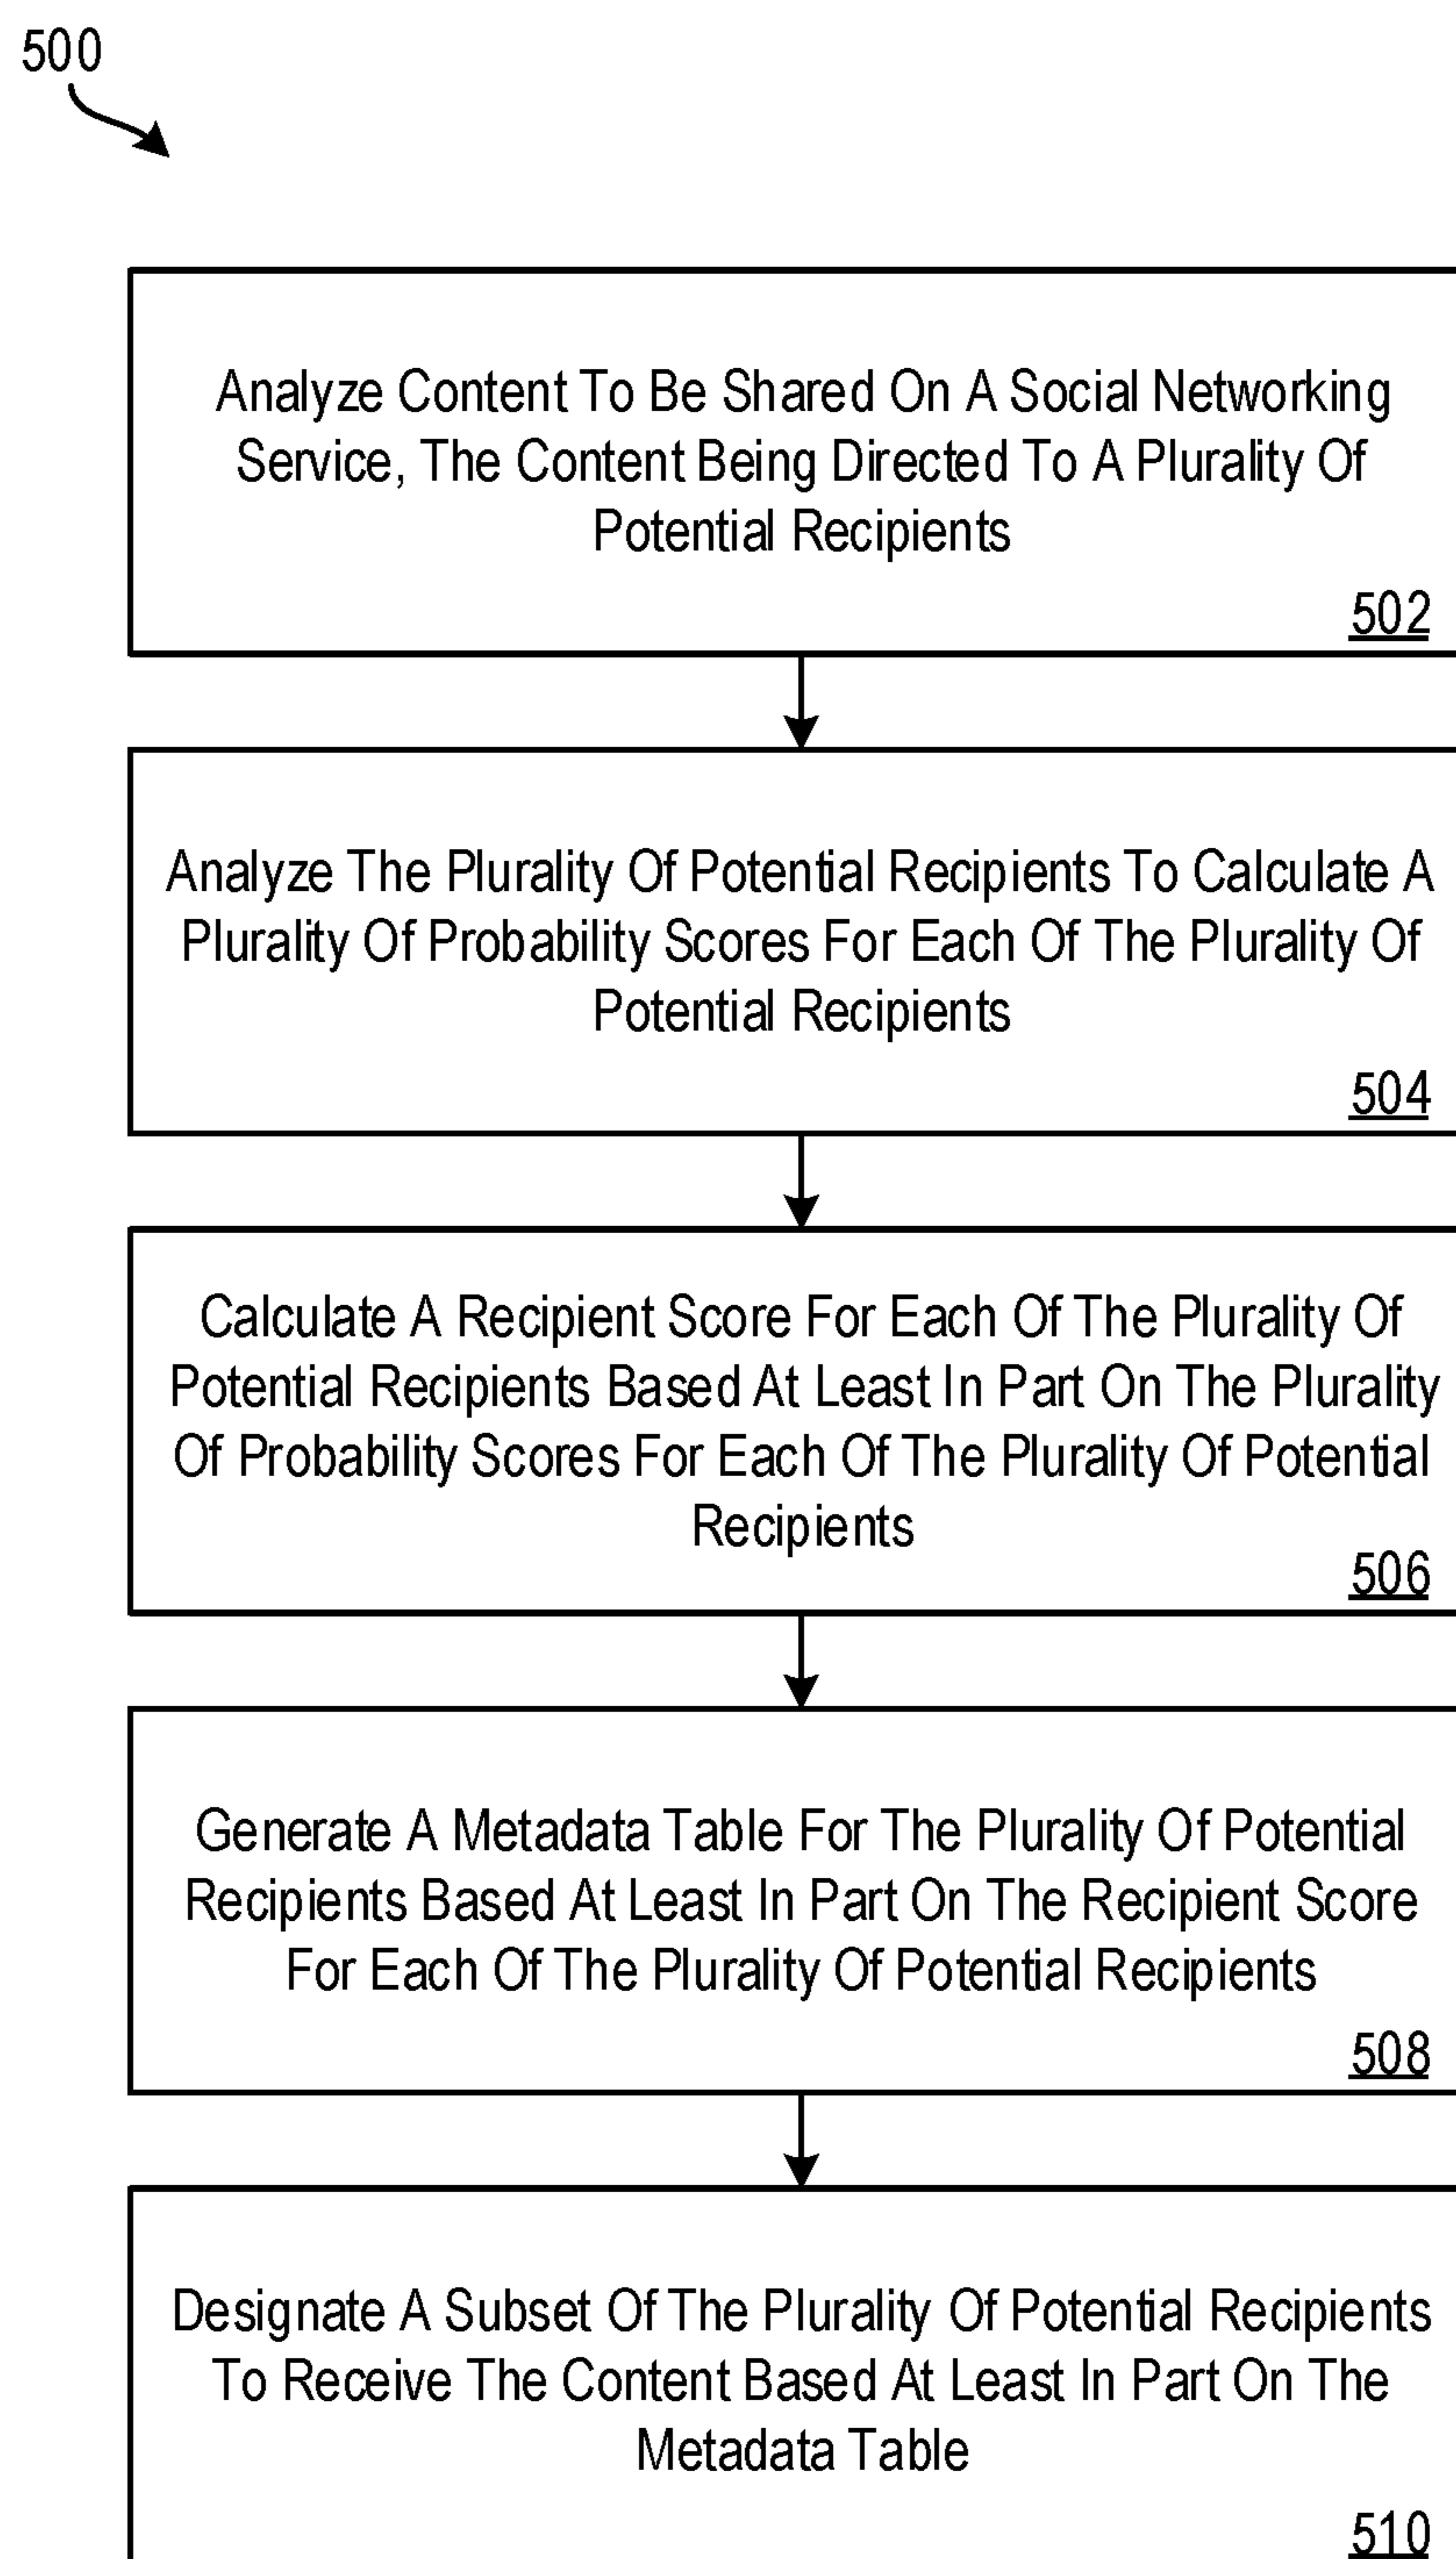 500
Analyze Content To Be Shared On A Social Networking
Service, The Content Being Directed To A Plurality Of
Potential Recipients
502
Analyze The Plurality Of Potential Recipients To Calculate A
Plurality Of Probability Scores For Each Of The Plurality Of
Potential Recipients
504
Calculate A Recipient Score For Each Of The Plurality Of
Potential Recipients Based At Least In Part On The Plurality
Of Probability Scores For Each Of The Plurality Of Potential
Recipients
506
Generate A Metadata Table For The Plurality Of Potential
Recipients Based At Least In Part On The Recipient Score
For Each Of The Plurality Of Potential Recipients
508
Designate A Subset Of The Plurality Of Potential Recipients
To Receive The Content Based At Least In Part On The
Metadata Table
510